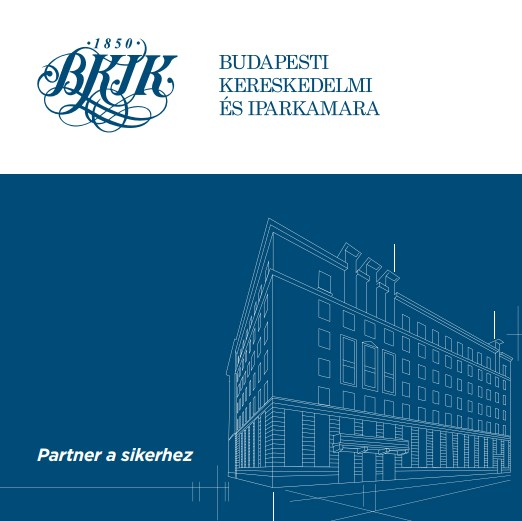 ·1850·
BKIK
BUDAPESTI
KERESKEDELMI
ÉS IPARKAMARA
Partner a sikerhez